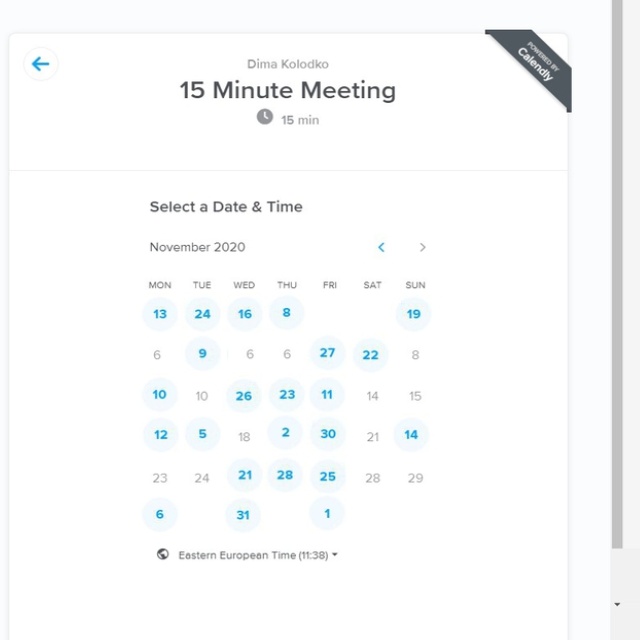 Dima Kolodko
POWERED BY
Calendly
15 Minute Meeting
15 min
Select a Date & Time
November 2020
MON TUE WED THU FRI SAT SUN
13 24 16 8 19
6 9 6 6 27 22 8
10 10 26 23 11 14 15
12 5 18 2 30 21 14
23 24 21 28 25 28 29
6 31 1
Eastern European Time (11:38)